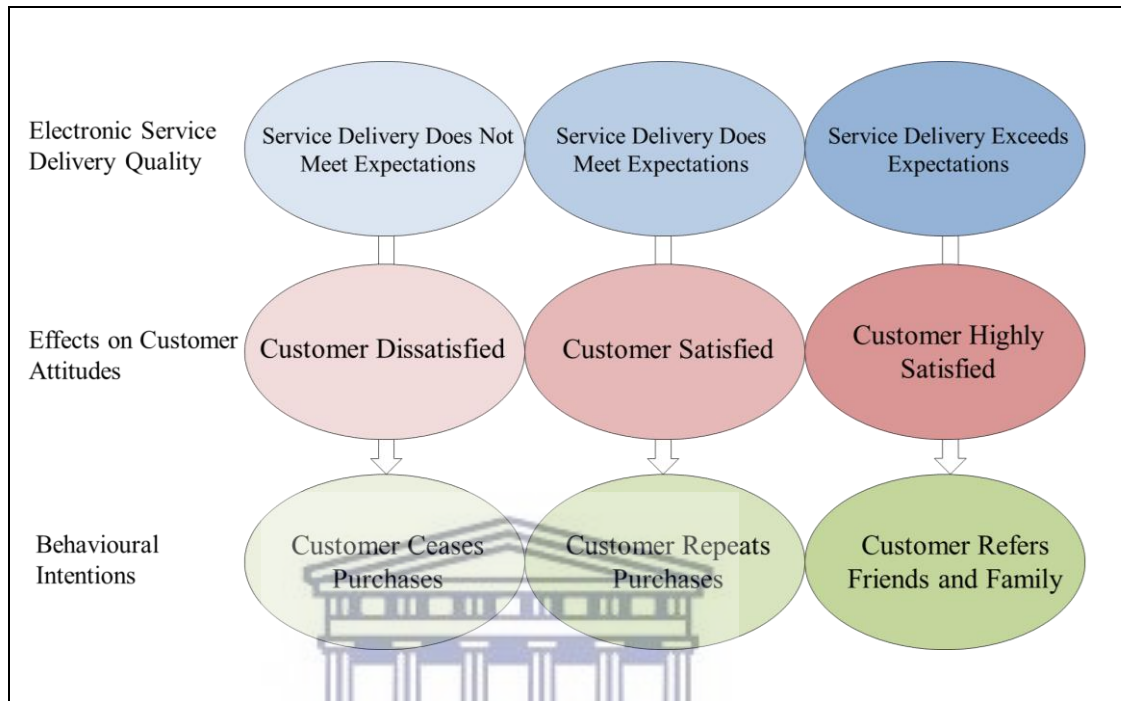 Electronic Service
Delivery Quality
Service Delivery Does Not
Meet Expectations
Service Delivery Does
Meet Expectations
Service Delivery Exceeds
Expectations
Effects on Customer
Attitudes
Customer Dissatisfied
Customer Satisfied
Customer Highly
Satisfied
Behavioural
Intentions
Customer Ceases
Purchases
Customer Repeats
Purchases
Customer Refers
Friends and Family